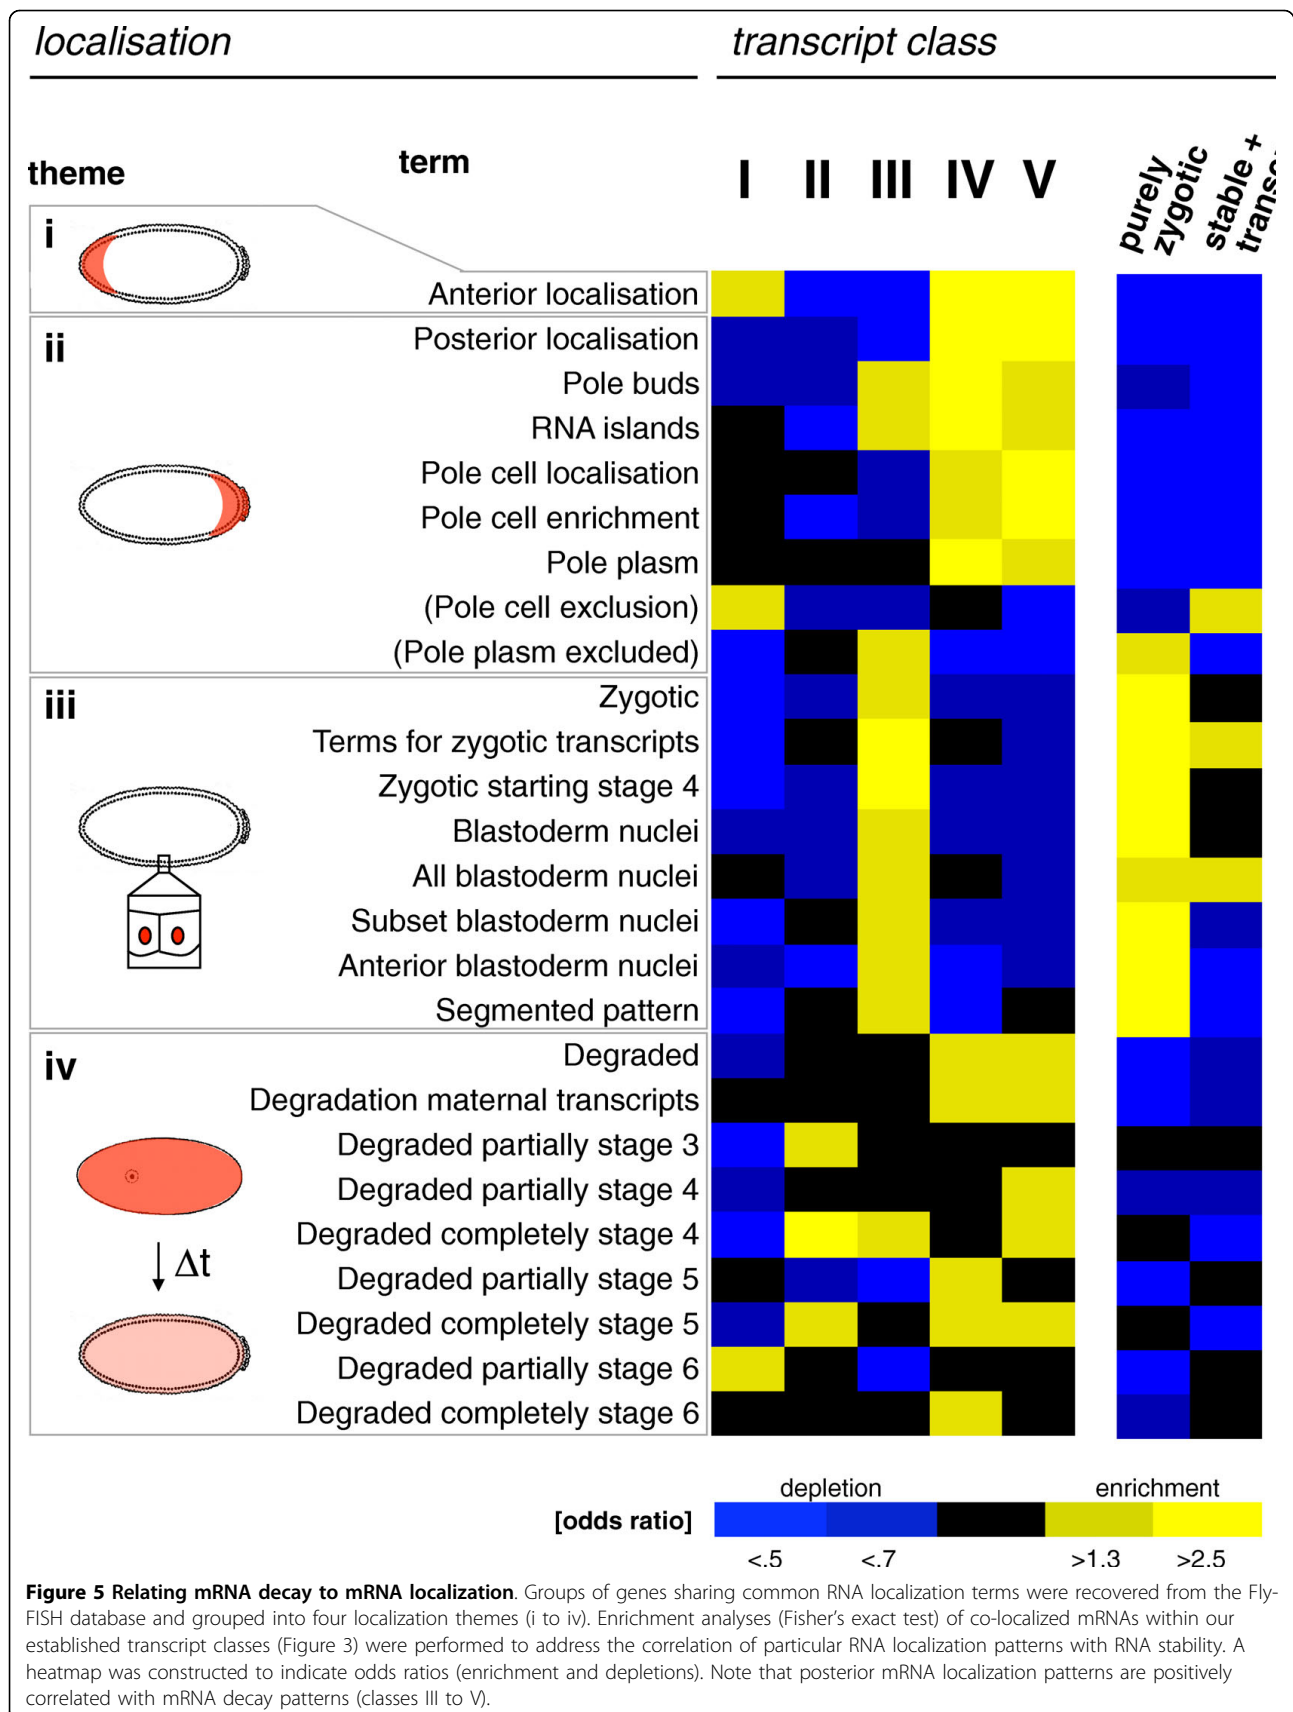 localisation
transcript class
theme
term
I II III IV V
purely
zygotic
stable +
i
Anterior localisation
ii
Posterior localisation
Pole buds
RNA islands
Pole cell localisation
Pole cell enrichment
Pole plasm
(Pole cell exclusion)
(Pole plasm excluded)
iii
Zygotic
Terms for zygotic transcripts
Zygotic starting stage 4
Blastoderm nuclei
All blastoderm nuclei
Subset blastoderm nuclei
Anterior blastoderm nuclei
Segmented pattern
iv
Degraded
Degradation maternal transcripts
Degraded partially stage 3
Degraded partially stage 4
Degraded completely stage 4
Δt
Degraded partially stage 5
Degraded completely stage 5
Degraded partially stage 6
Degraded completely stage 6
depletion enrichment
[odds ratio]
<.5 <.7 >1.3 >2.5
Figure 5 Relating mRNA decay to mRNA localization. Groups of genes sharing common RNA localization terms were recovered from the Fly-
FISH database and grouped into four localization themes (i to iv). Enrichment analyses (Fisher's exact test) of co-localized mRNAs within our
established transcript classes (Figure 3) were performed to address the correlation of particular RNA localization patterns with RNA stability. A
heatmap was constructed to indicate odds ratios (enrichment and depletions). Note that posterior mRNA localization patterns are positively
correlated with mRNA decay patterns (classes III to V).